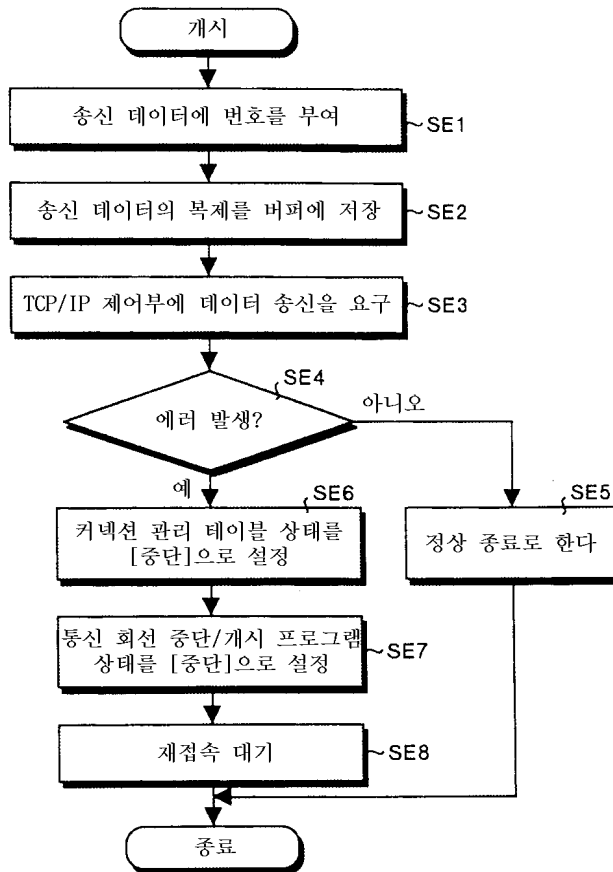 개시
송신 데이터에 번호를 부여
SE1
송신 데이터의 복제를 버퍼에 저장
SE2
TCP/IP 제어부에 데이터 송신을 요구
SE3
SE4
에러 발생?
아니오
예
SE6
커넥션 관리 테이블 상태를
[중단]으로 설정
SE5
정상 종료로 한다
통신 회선 중단/개시 프로그램
상태를 [중단]으로 설정
SE7
재접속 대기
SE8
종료